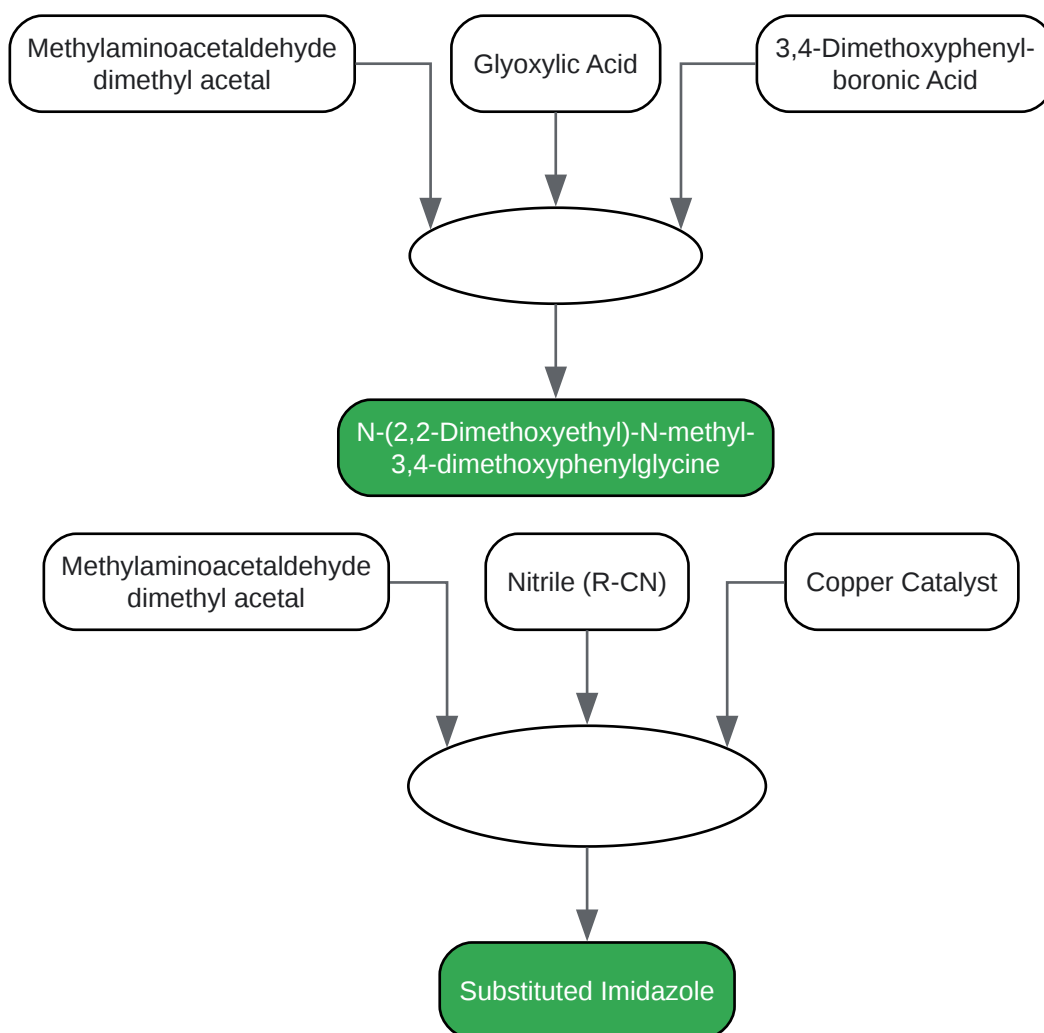 Methylaminoacetaldehyde
dimethyl acetal
Glyoxylic Acid
3,4-Dimethoxyphenyl-
boronic Acid
N-(2,2-Dimethoxyethyl)-N-methyl-
3,4-dimethoxyphenylglycine
Methylaminoacetaldehyde
dimethyl acetal
Nitrile (R-CN)
Copper Catalyst
Substituted Imidazole